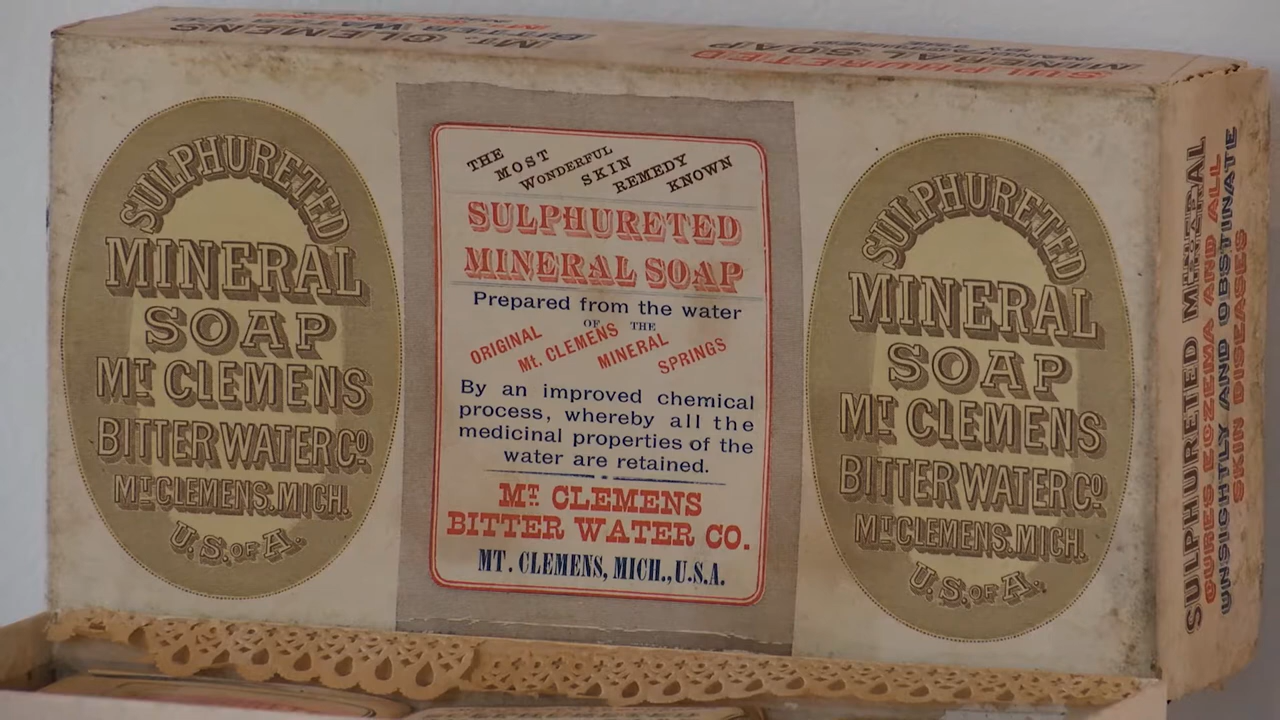 Mt. CLEMENS
BITTER WATER CO.
SULPHURETED
MINERAL SOAP
SULPHURETED
MINERAL
SOAP
MT CLEMENS
BITTER WATER CO
MT CLEMENS. MICH.
U.S. OF A.
THE MOST WONDERFUL SKIN REMEDY KNOWN
SULPHURETED
MINERAL SOAP
Prepared from the water
OF THE
ORIGINAL Mt. CLEMENS MINERAL SPRINGS
By an improved chemical
process, whereby all the
medicinal properties of the
water are retained.
MT. CLEMENS
BITTER WATER CO.
MT. CLEMENS, MICH., U.S.A.
SULPHURETED
MINERAL
SOAP
MT CLEMENS
BITTER WATER CO
MT CLEMENS. MICH.
U.S. OF A.
SULPHURETED MINERAL
CURES ECZEMA AND ALL
UNSIGHTLY AND OBSTINATE
SKIN DISEASES